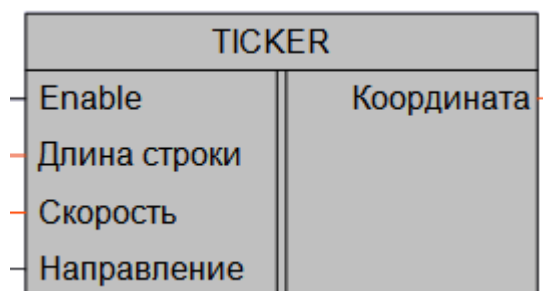 TICKER
Enable Координата
Длина строки
Скорость
Направление